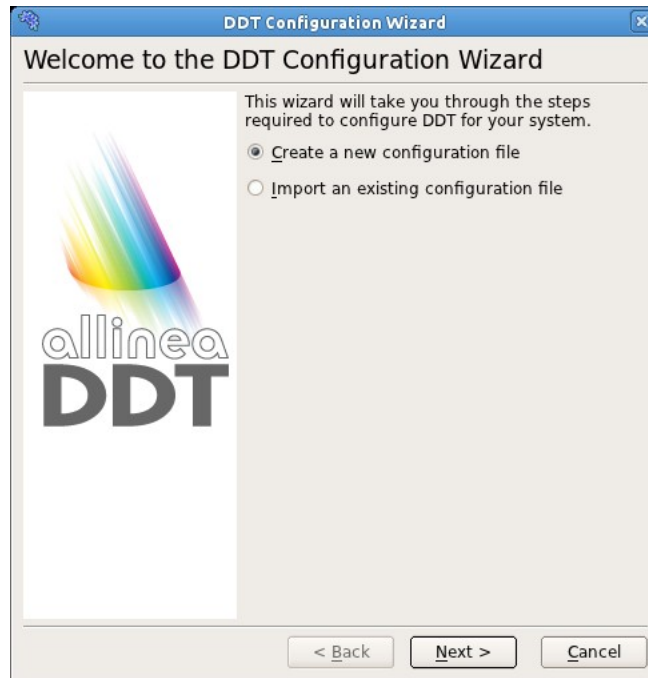 DDT Configuration Wizard
Welcome to the DDT Configuration Wizard
This wizard will take you through the steps
required to configure DDT for your system.
Create a new configuration file
Import an existing configuration file
allinea
DDT
< Back
Next >
Cancel